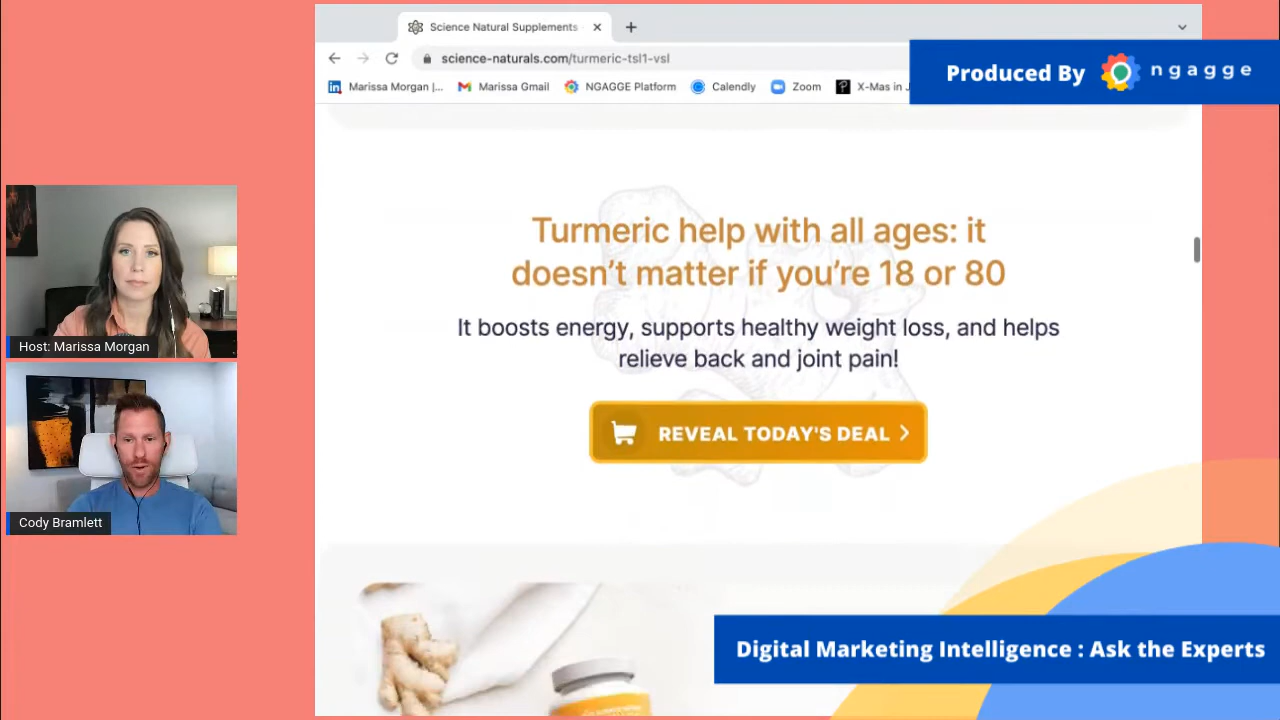 Science Natural Supplements
science-naturals.com/turmeric-tsl1-vsl
Marissa Morgan |...
Marissa Gmail
NGAGGE Platform
Calendly
Zoom
X-Mas in J
Produced By ngagge
Turmeric help with all ages: it
doesn't matter if you're 18 or 80
It boosts energy, supports healthy weight loss, and helps
relieve back and joint pain!
REVEAL TODAY'S DEAL
Host: Marissa Morgan
Cody Bramlett
Digital Marketing Intelligence : Ask the Experts